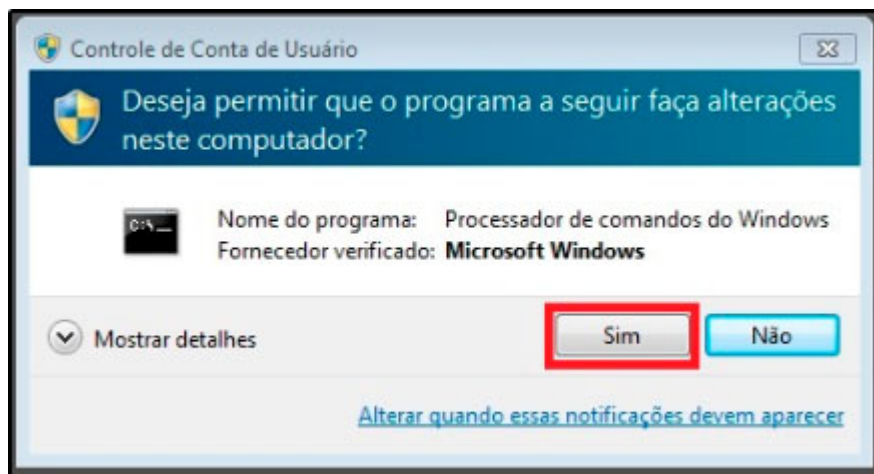 Controle de Conta de Usuário
Deseja permitir que o programa a seguir faça alterações
neste computador?
C:\_
Nome do programa: Processador de comandos do Windows
Fornecedor verificado: Microsoft Windows
Mostrar detalhes
Sim
Não
Alterar quando essas notificações devem aparecer